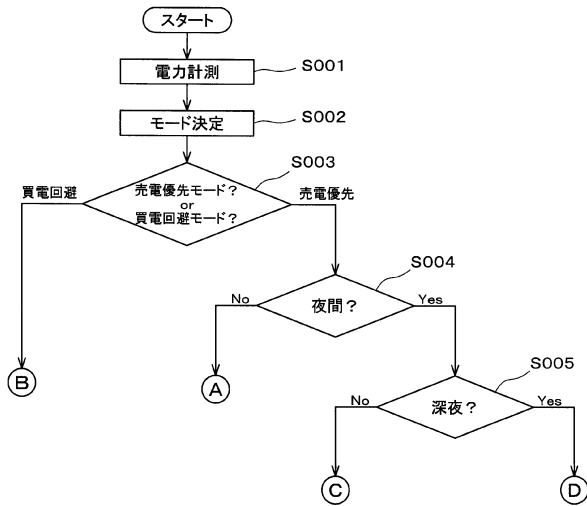 スタート
電力計測
S001
モード決定
S002
S003
買電回避
売電優先モード?
or
買電回避モード?
売電優先
S004
No
夜間?
Yes
S005
B
A
No
深夜?
Yes
C
D